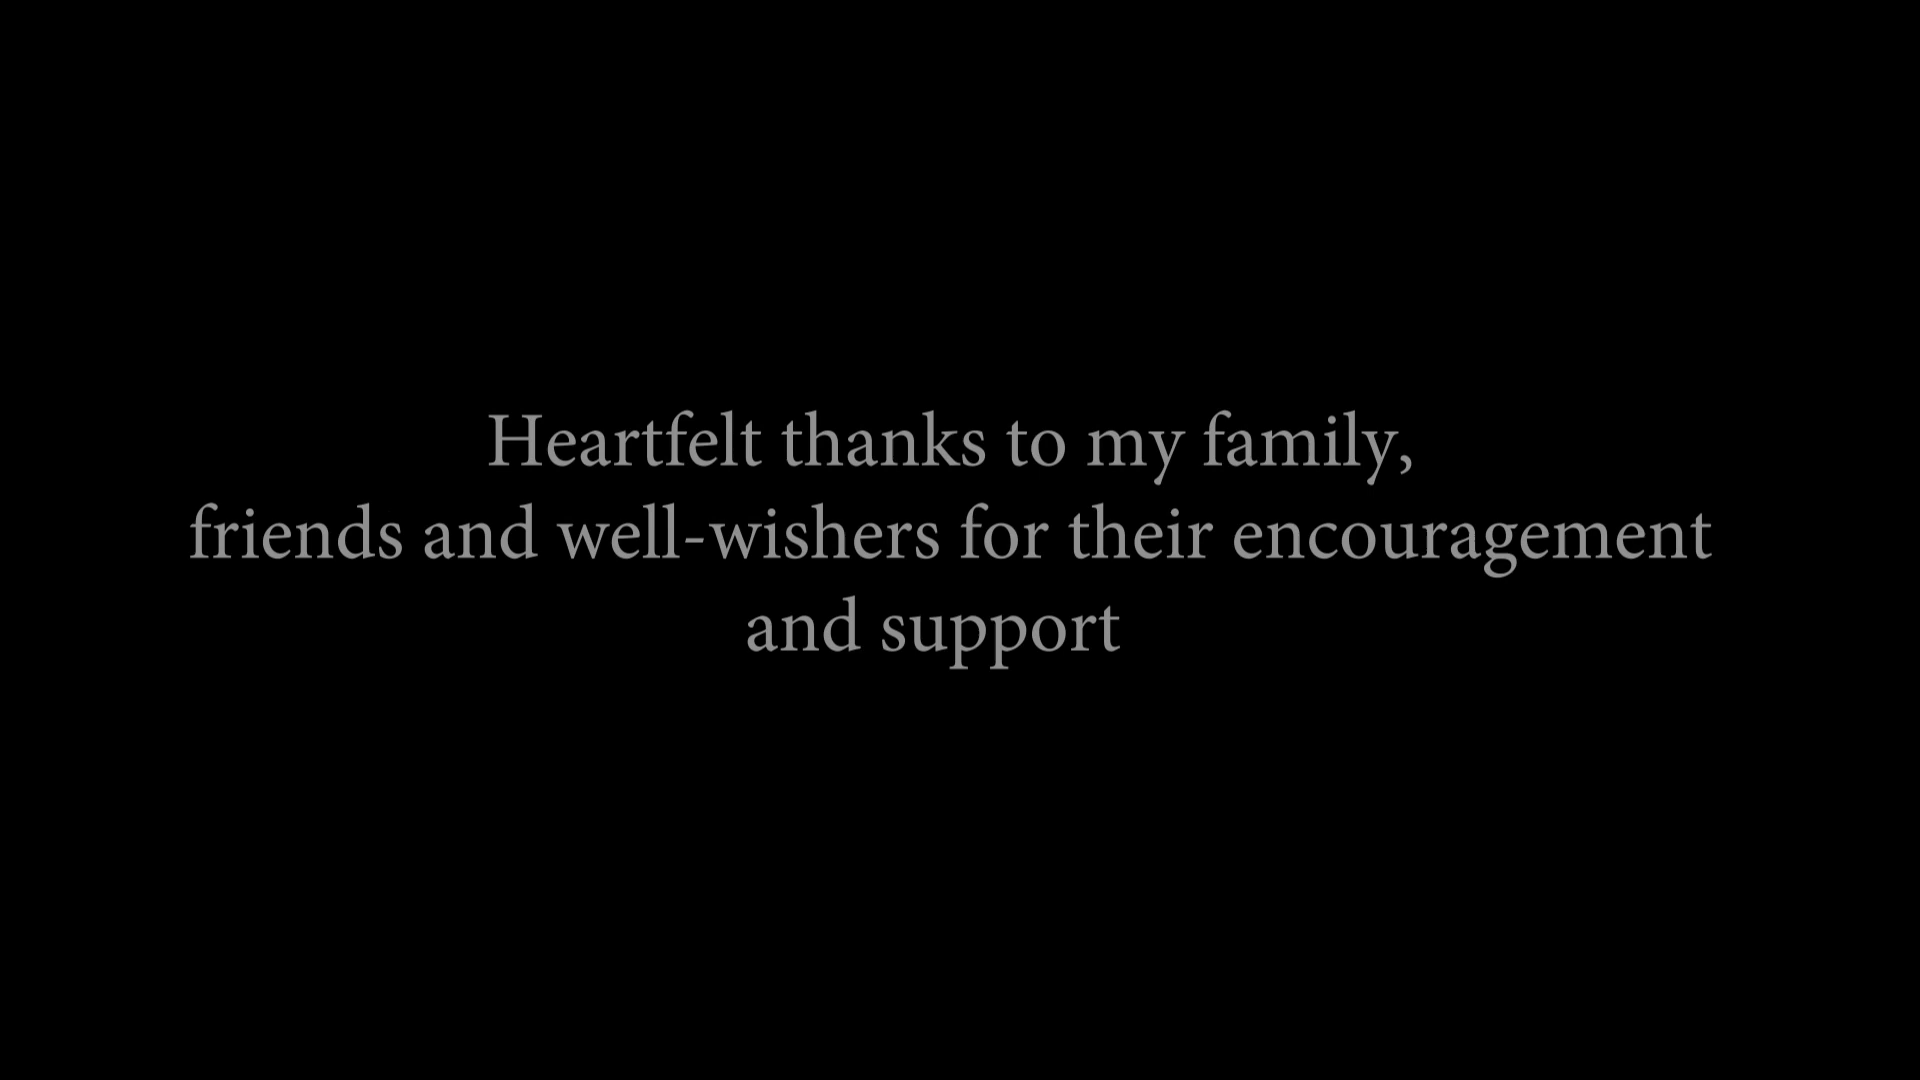 Heartfelt thanks to my family,
friends and well-wishers for their encouragement
and support